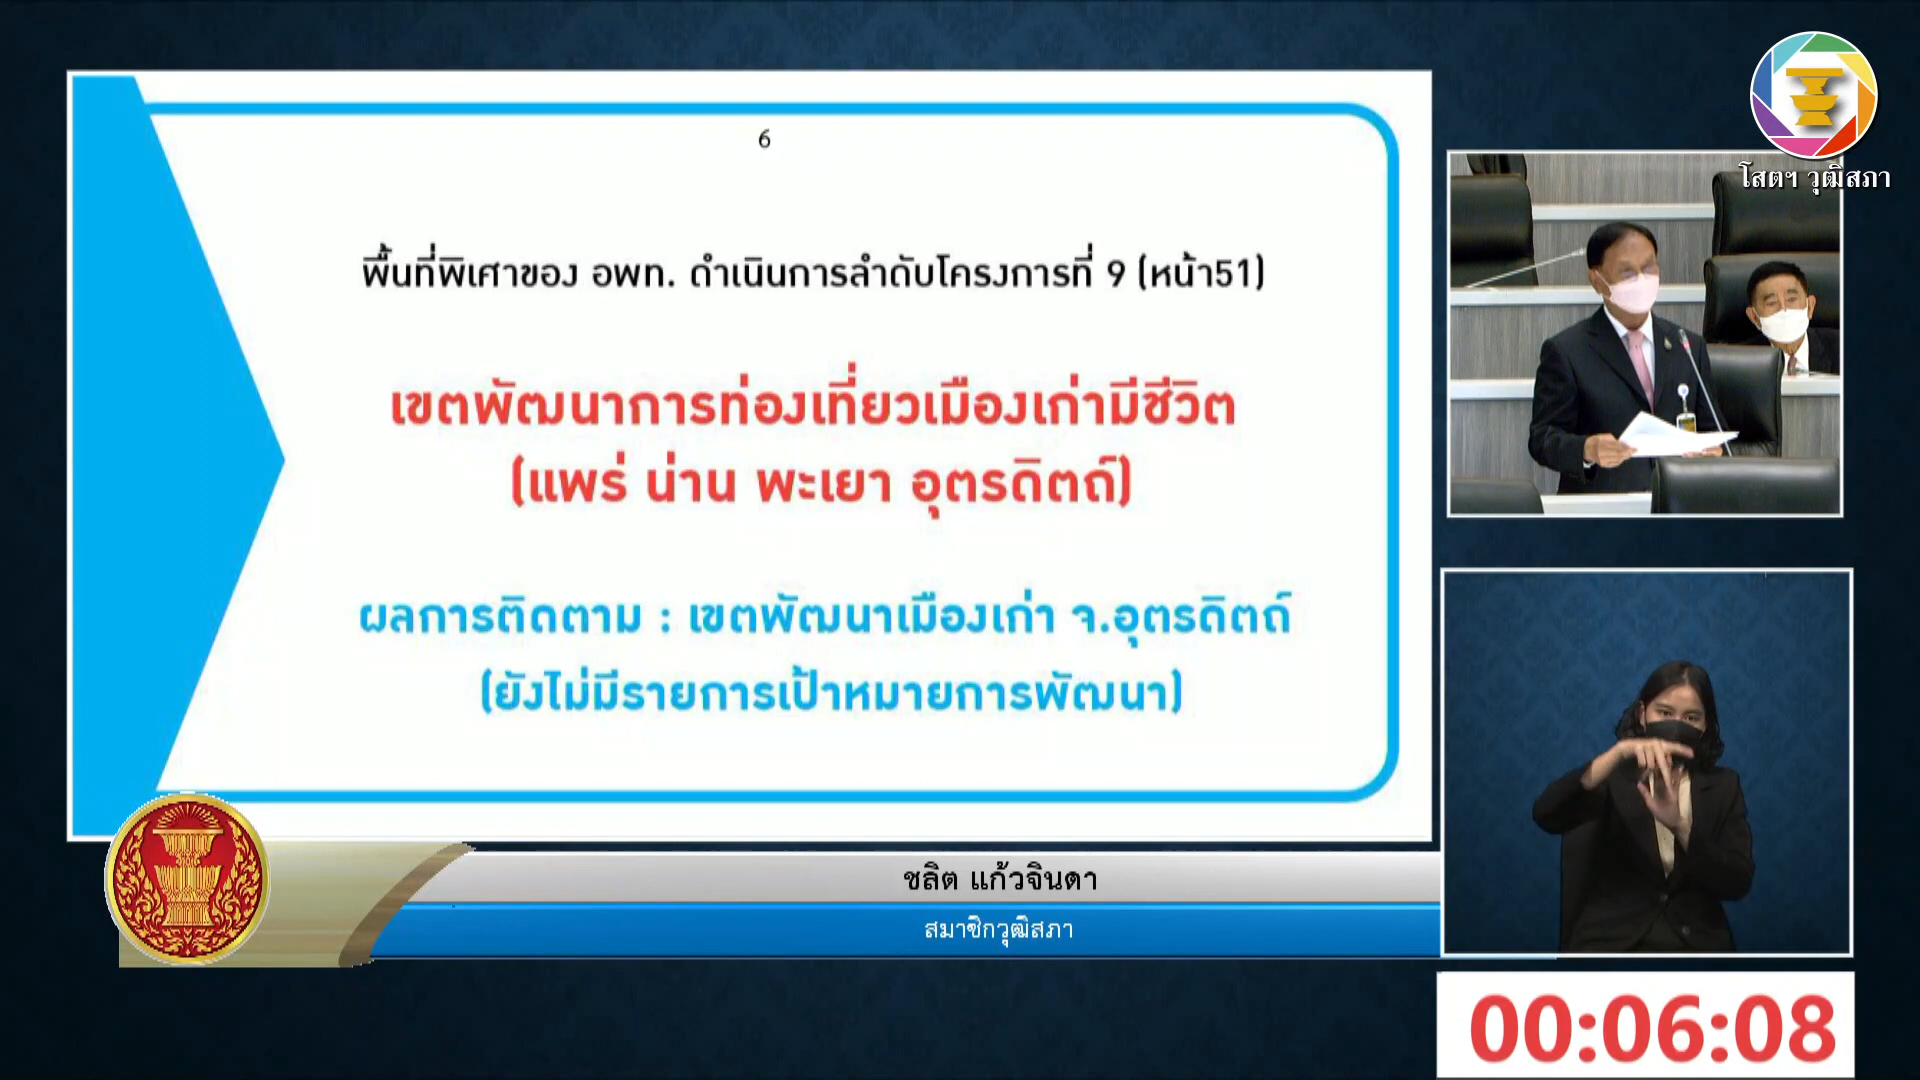 โสตฯ วุฒิสภา
6
พื้นที่พิเศาของ อพท. ดำเนินการลำดับโครงการที่ 9 (หน้า51)
เขตพัฒนาการท่องเที่ยวเมืองเก่ามีชีวิต
(แพร่ น่าน พะเยา อุตรดิตถ์)
ผลการติดตาม : เขตพัฒนาเมืองเก่า จ.อุตรดิตถ์
(ยังไม่มีรายการเป้าหมายการพัฒนา)
ชลิต แก้วจินดา
สมาชิกวุฒิสภา
00:06:08